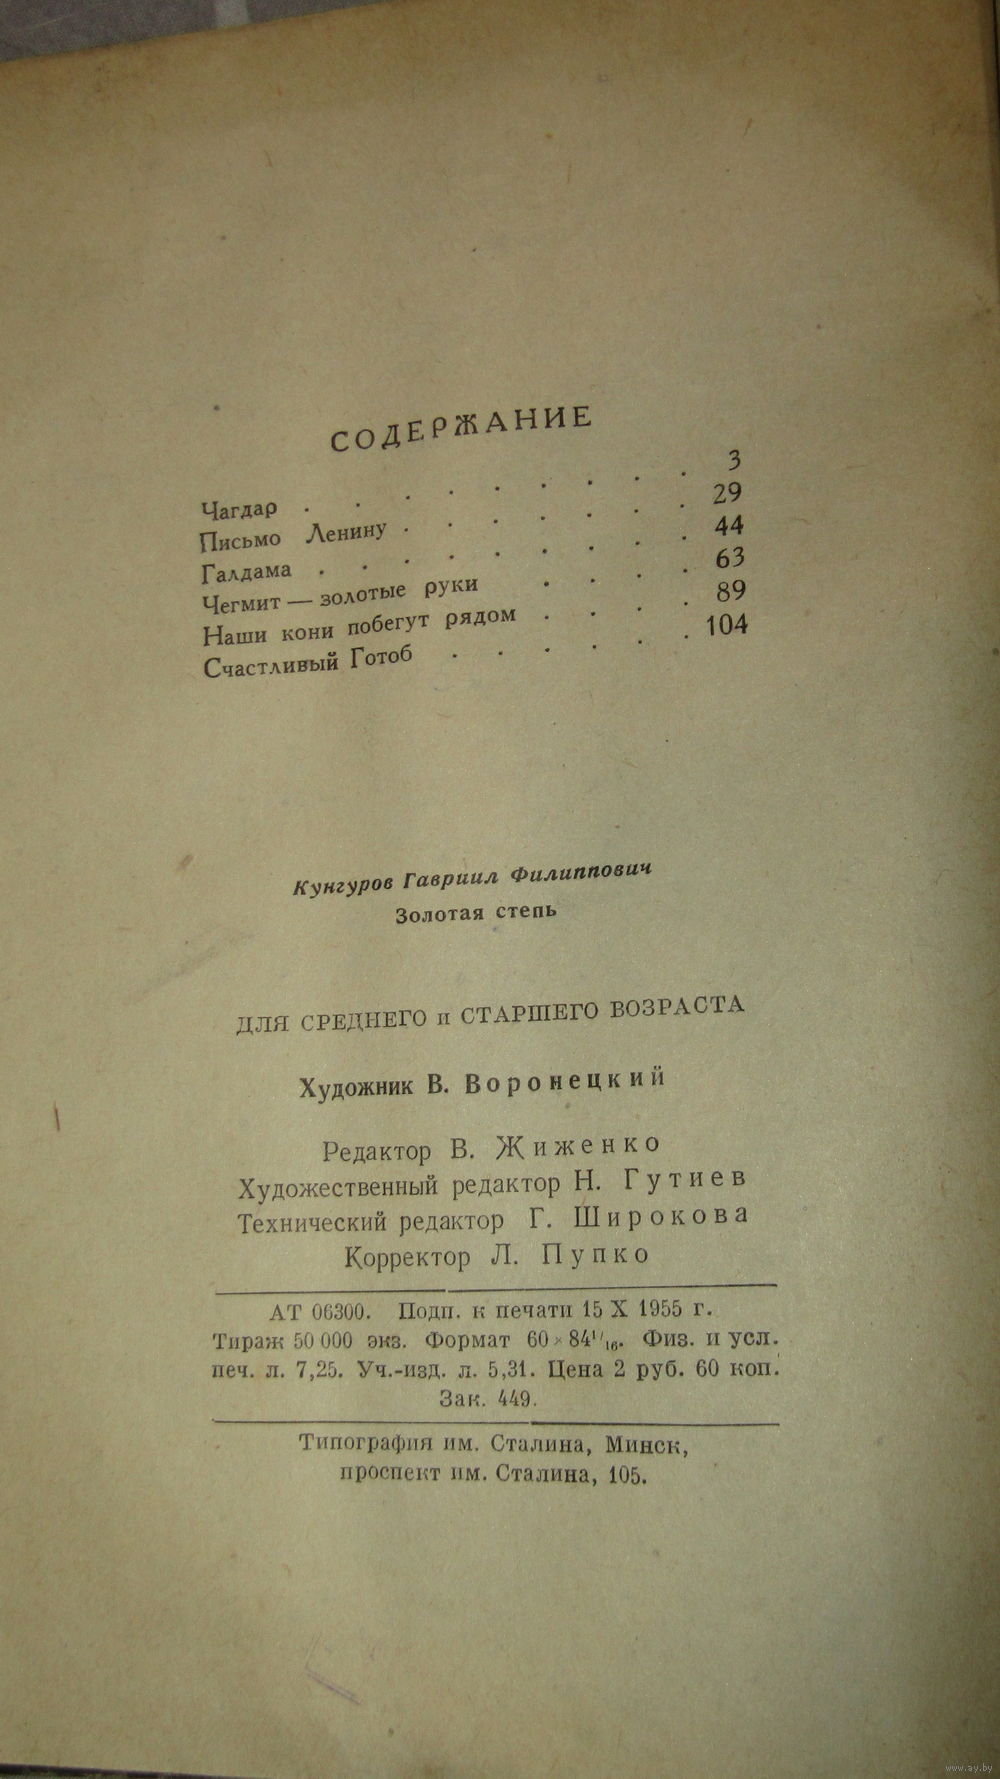 СОДЕРЖАНИЕ
Чагдар . . . . . . . . . 3
Письмо Ленину . . . . . . . 29
Галдама . . . . . . . . . 44
Чегмит — золотые руки . . . . 63
Наши кони побегут рядом . . . . 89
Счастливый Готоб . . . . . . 104
Кунгуров Гавриил Филиппович
Золотая степь
ДЛЯ СРЕДНЕГО и СТАРШЕГО ВОЗРАСТА
Художник В. Воронецкий
Редактор В. Жиженко
Художественный редактор Н. Гутиев
Технический редактор Г. Широкова
Корректор Л. Пупко
АТ 06300. Подп. к печати 15 X 1955 г.
Тираж 50 000 экз. Формат 60×84¹/₁₆. Физ. и усл.
печ. л. 7,25. Уч.-изд. л. 5,31. Цена 2 руб. 60 коп.
Зак. 449.
Типография им. Сталина, Минск,
проспект им. Сталина, 105.
www.ay.by